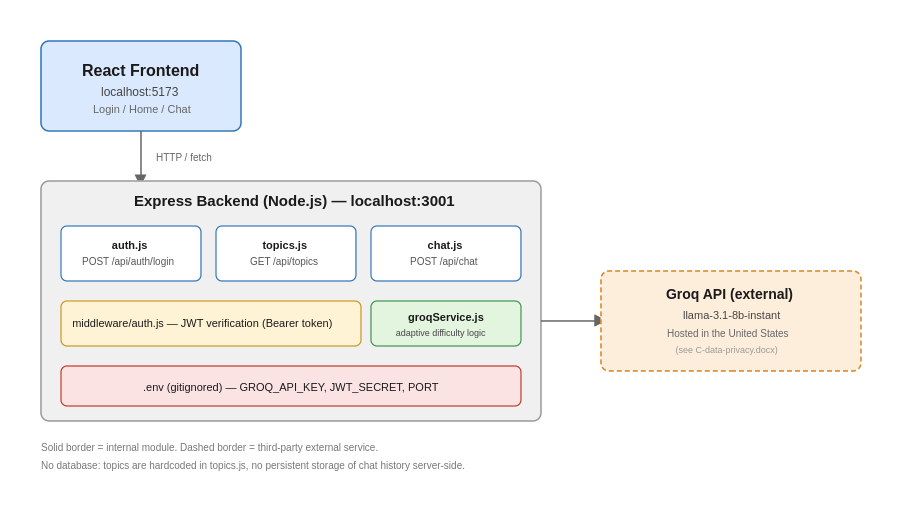 React Frontend
localhost:5173
Login / Home / Chat
HTTP / fetch
Express Backend (Node.js) — localhost:3001
auth.js
POST /api/auth/login
topics.js
GET /api/topics
chat.js
POST /api/chat
middleware/auth.js — JWT verification (Bearer token)
groqService.js
adaptive difficulty logic
.env (gitignored) — GROQ_API_KEY, JWT_SECRET, PORT
Groq API (external)
llama-3.1-8b-instant
Hosted in the United States
(see C-data-privacy.docx)
Solid border = internal module. Dashed border = third-party external service.
No database: topics are hardcoded in topics.js, no persistent storage of chat history server-side.